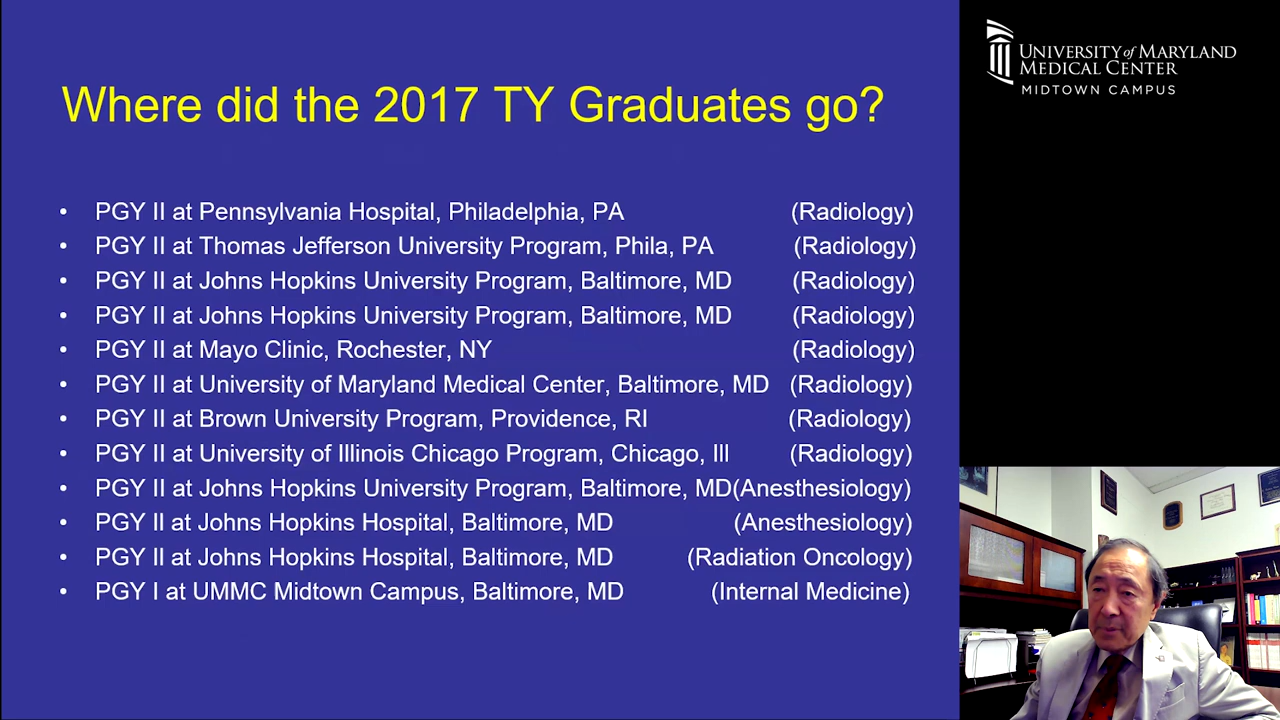 Where did the 2017 TY Graduates go?
• PGY II at Pennsylvania Hospital, Philadelphia, PA (Radiology)
• PGY II at Thomas Jefferson University Program, Phila, PA (Radiology)
• PGY II at Johns Hopkins University Program, Baltimore, MD (Radiology)
• PGY II at Johns Hopkins University Program, Baltimore, MD (Radiology)
• PGY II at Mayo Clinic, Rochester, NY (Radiology)
• PGY II at University of Maryland Medical Center, Baltimore, MD (Radiology)
• PGY II at Brown University Program, Providence, RI (Radiology)
• PGY II at University of Illinois Chicago Program, Chicago, Ill (Radiology)
• PGY II at Johns Hopkins University Program, Baltimore, MD(Anesthesiology)
• PGY II at Johns Hopkins Hospital, Baltimore, MD (Anesthesiology)
• PGY II at Johns Hopkins Hospital, Baltimore, MD (Radiation Oncology)
• PGY I at UMMC Midtown Campus, Baltimore, MD (Internal Medicine)
UNIVERSITY of MARYLAND
MEDICAL CENTER
MIDTOWN CAMPUS